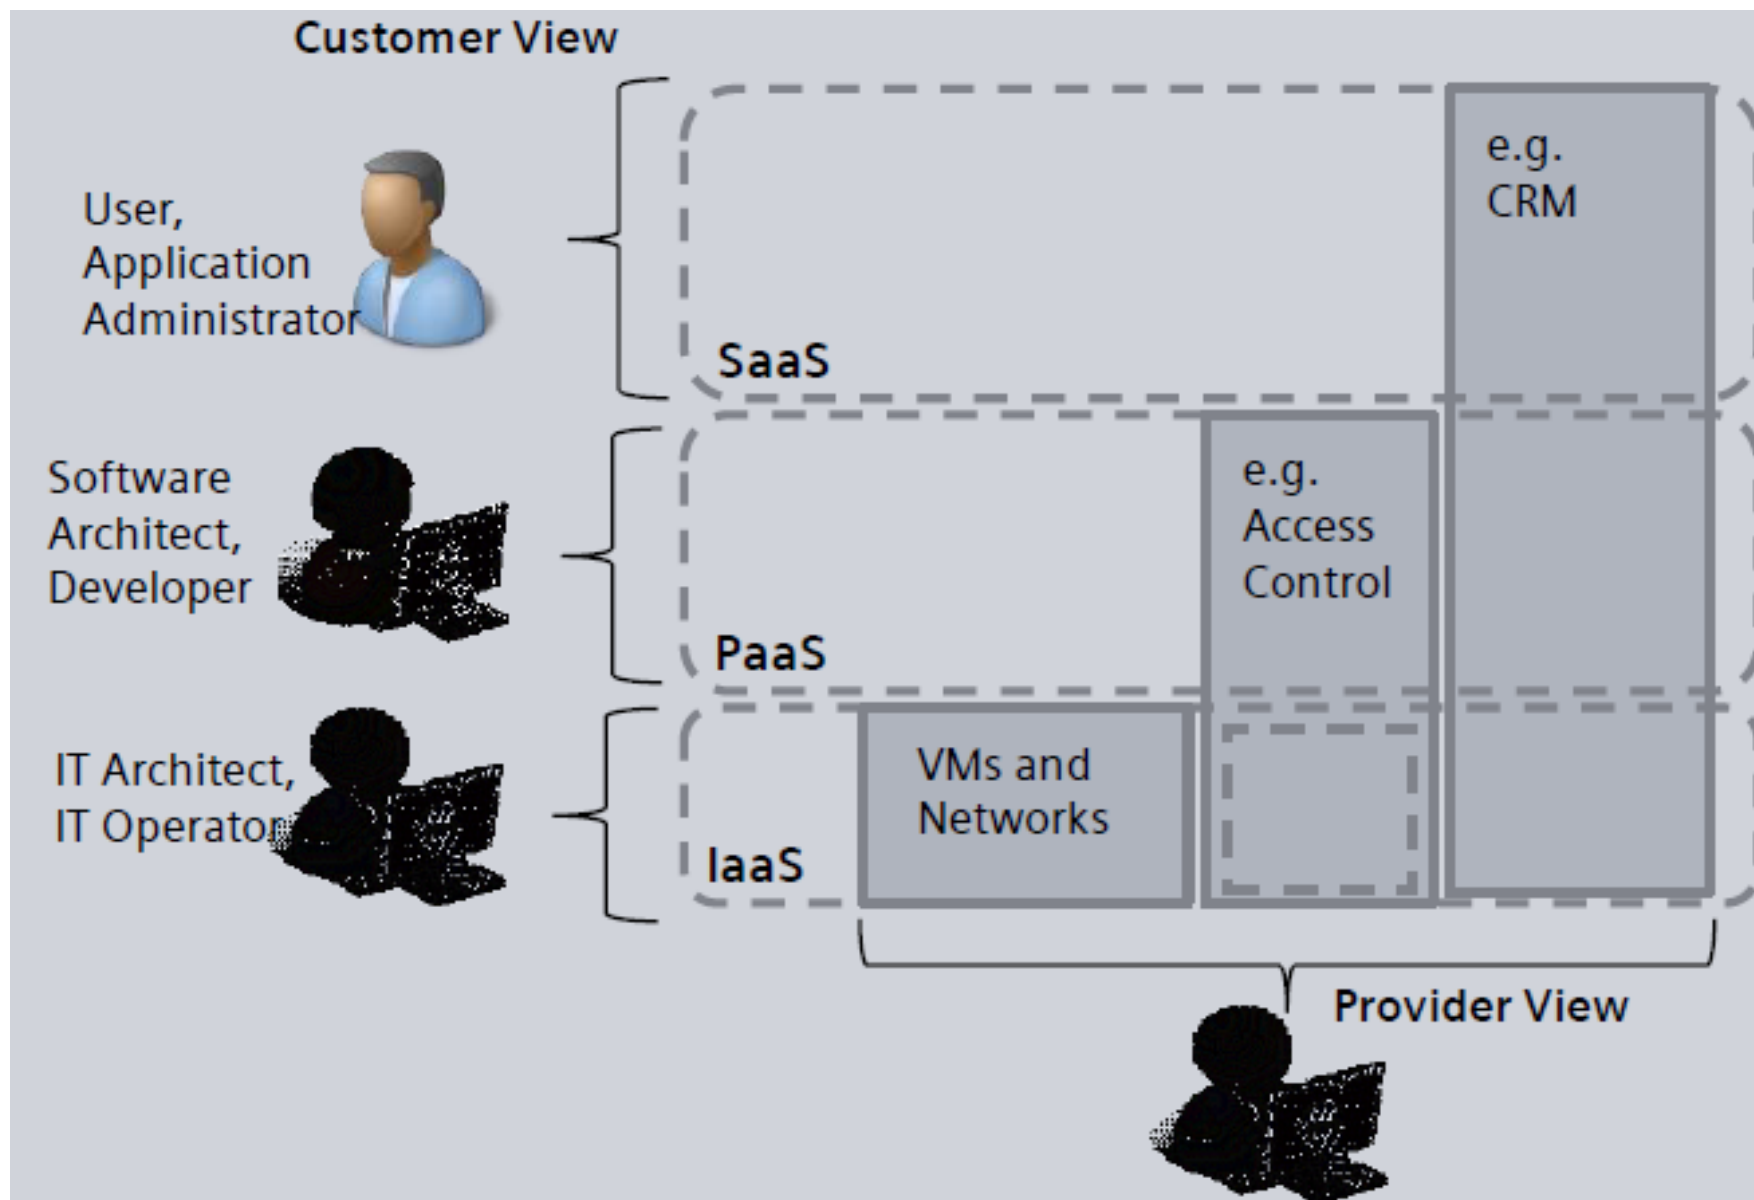 Customer View
User,
Application
Administrator
e.g.
CRM
SaaS
Software
Architect,
Developer
e.g.
Access
Control
PaaS
IT Architect,
IT Operator
VMs and
Networks
IaaS
Provider View